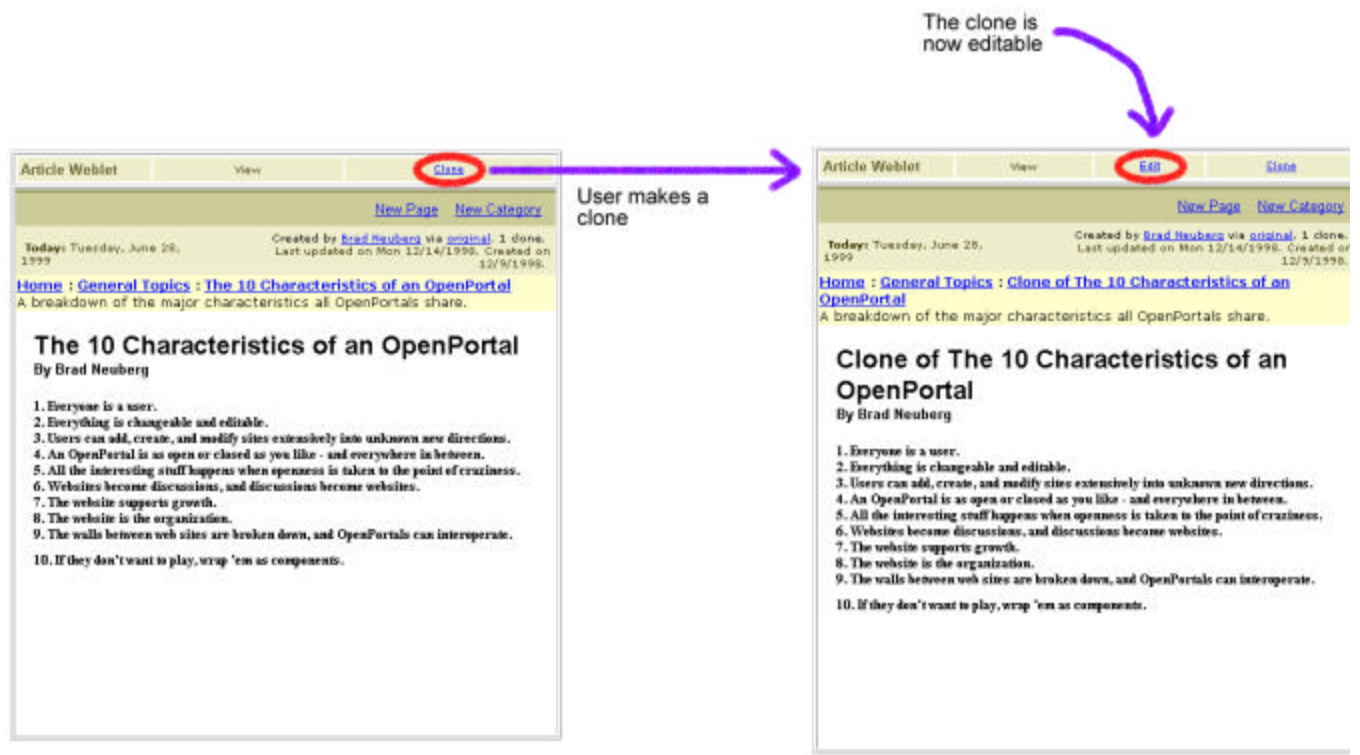 The clone is
now editable
Article Weblet View Clone
New Page New Category
Today: Tuesday, June 28,
1999
Created by Brad Neuberg via original. 1 clone.
Last updated on Mon 12/14/1998. Created on
12/9/1998.
Home : General Topics : The 10 Characteristics of an OpenPortal
A breakdown of the major characteristics all OpenPortals share.
The 10 Characteristics of an OpenPortal
By Brad Neuberg
1. Everyone is a user.
2. Everything is changeable and editable.
3. Users can add, create, and modify sites extensively into unknown new directions.
4. An OpenPortal is as open or closed as you like - and everywhere in between.
5. All the interesting stuff happens when openness is taken to the point of craziness.
6. Websites become discussions, and discussions become websites.
7. The website supports growth.
8. The website is the organization.
9. The walls between web sites are broken down, and OpenPortals can interoperate.
10. If they don't want to play, wrap 'em as components.
User makes a
clone
Article Weblet View Edit Clone
New Page New Category
Today: Tuesday, June 28,
1999
Created by Brad Neuberg via original. 1 clone.
Last updated on Mon 12/14/1998. Created on
12/9/1998.
Home : General Topics : Clone of The 10 Characteristics of an
OpenPortal
A breakdown of the major characteristics all OpenPortals share.
Clone of The 10 Characteristics of an
OpenPortal
By Brad Neuberg
1. Everyone is a user.
2. Everything is changeable and editable.
3. Users can add, create, and modify sites extensively into unknown new directions.
4. An OpenPortal is as open or closed as you like - and everywhere in between.
5. All the interesting stuff happens when openness is taken to the point of craziness.
6. Websites become discussions, and discussions become websites.
7. The website supports growth.
8. The website is the organization.
9. The walls between web sites are broken down, and OpenPortals can interoperate.
10. If they don't want to play, wrap 'em as components.